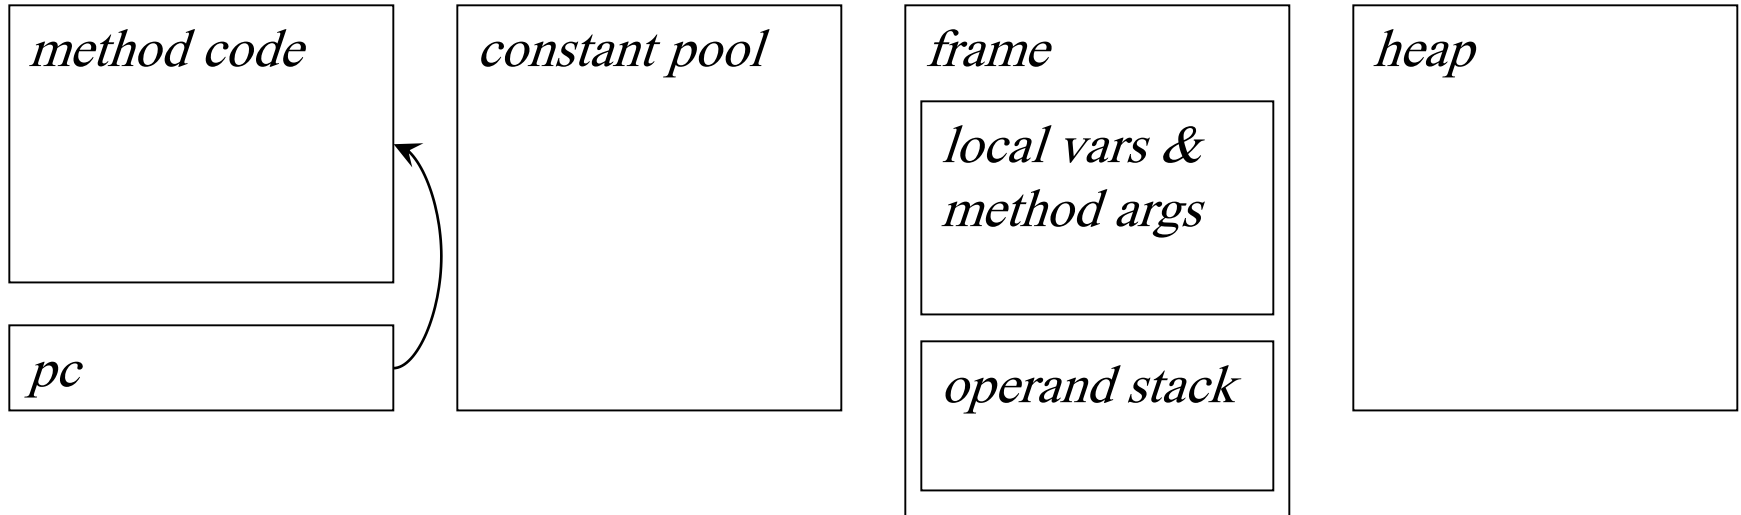 method code
pc
constant pool
frame
local vars &
method args
operand stack
heap